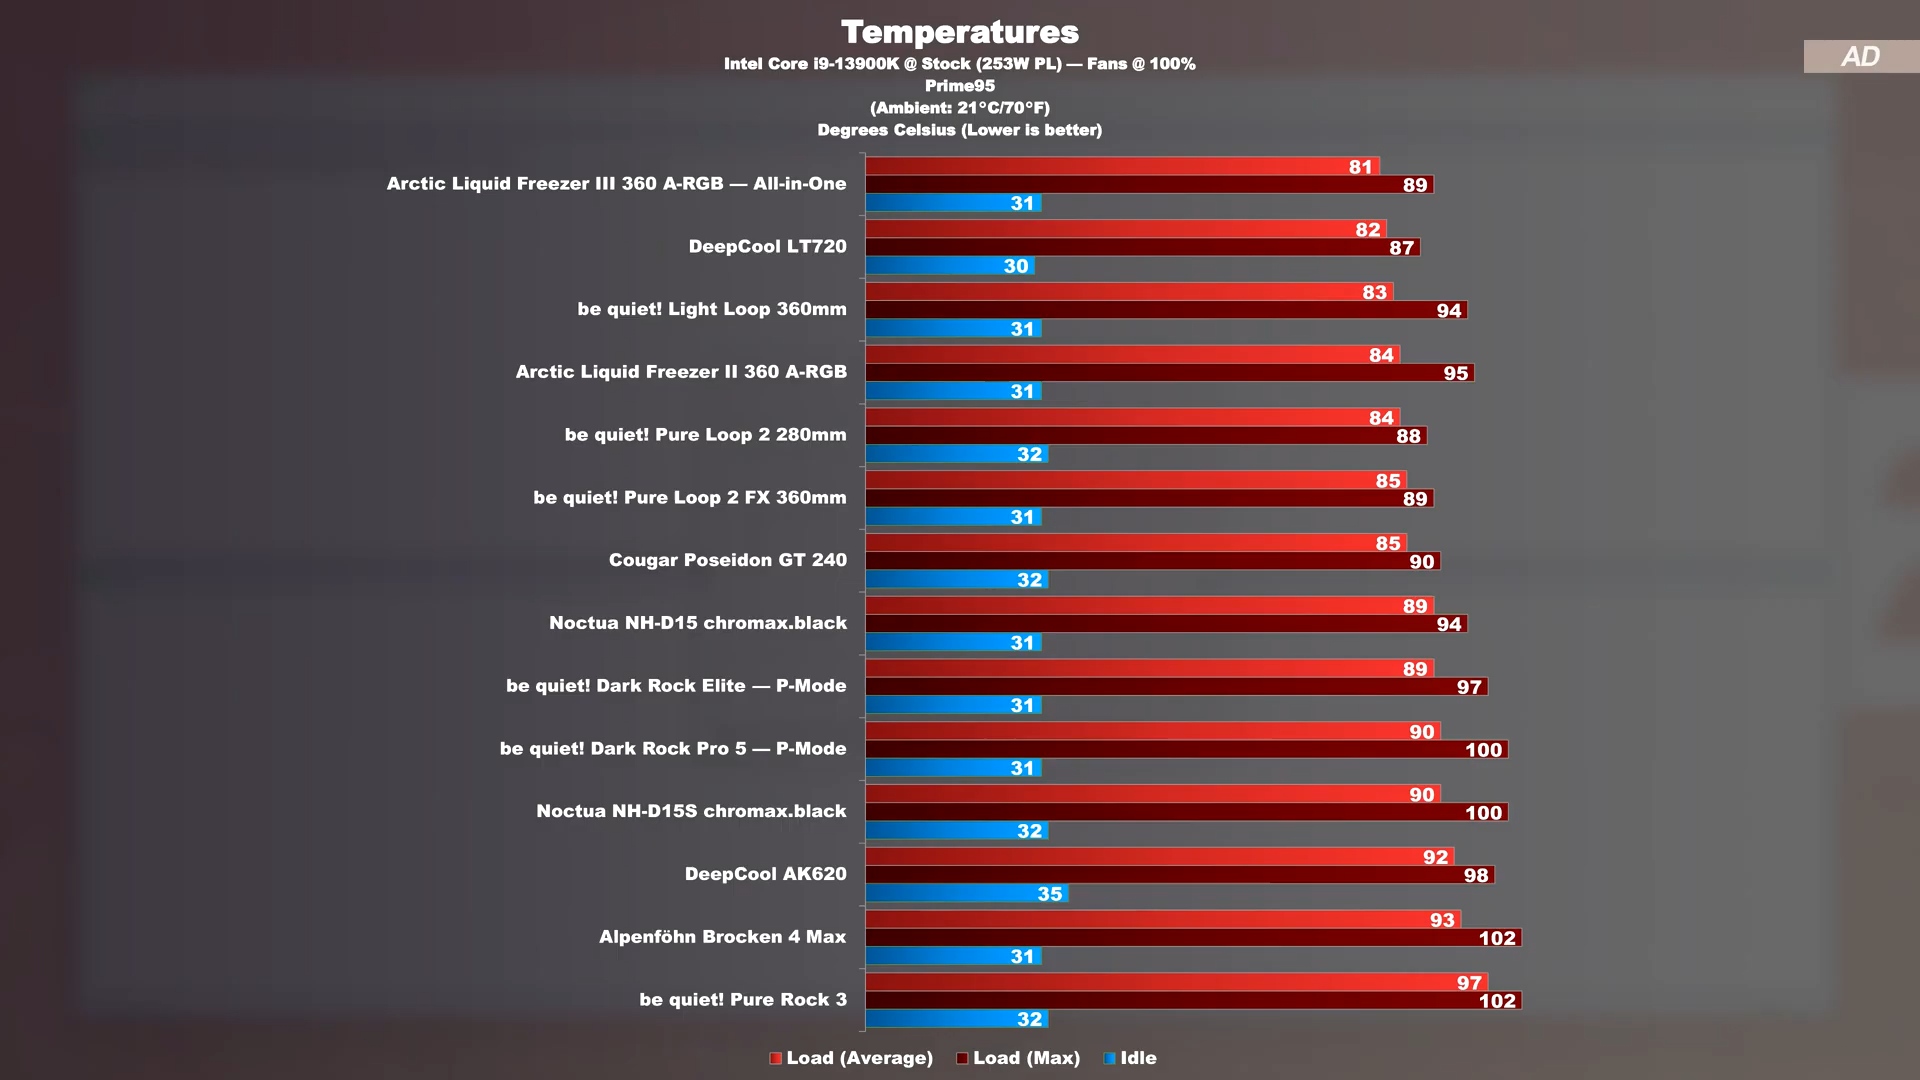 Temperatures
AD
Intel Core i9-13900K @ Stock (253W PL) — Fans @ 100%
Prime95
(Ambient: 21°C/70°F)
Degrees Celsius (Lower is better)
81
Arctic Liquid Freezer III 360 A-RGB — All-in-One 89
31
82
DeepCool LT720 87
30
83
be quiet! Light Loop 360mm 94
31
84
Arctic Liquid Freezer II 360 A-RGB 95
31
84
be quiet! Pure Loop 2 280mm 88
32
85
be quiet! Pure Loop 2 FX 360mm 89
31
85
Cougar Poseidon GT 240 90
32
89
Noctua NH-D15 chromax.black 94
31
89
be quiet! Dark Rock Elite — P-Mode 97
31
90
be quiet! Dark Rock Pro 5 — P-Mode 100
31
90
Noctua NH-D15S chromax.black 100
32
92
DeepCool AK620 98
35
93
Alpenföhn Brocken 4 Max 102
31
97
be quiet! Pure Rock 3 102
32
Load (Average) Load (Max) Idle